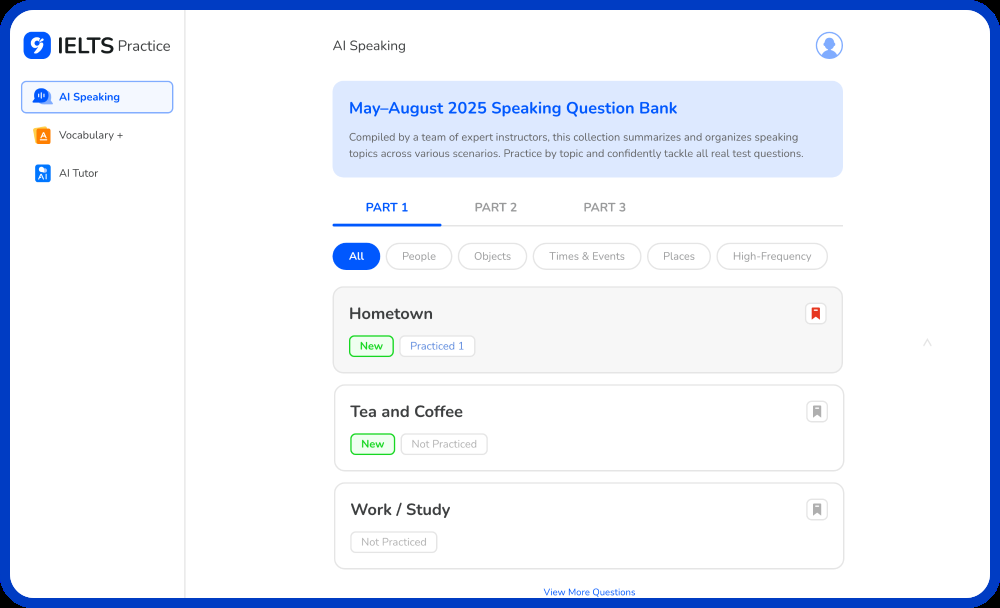 IELTS Practice
AI Speaking
Vocabulary +
AI Tutor
AI Speaking
May–August 2025 Speaking Question Bank
Compiled by a team of expert instructors, this collection summarizes and organizes speaking
topics across various scenarios. Practice by topic and confidently tackle all real test questions.
PART 1 PART 2 PART 3
All People Objects Times & Events Places High-Frequency
Hometown
New Practiced 1
Tea and Coffee
New Not Practiced
Work / Study
Not Practiced
View More Questions